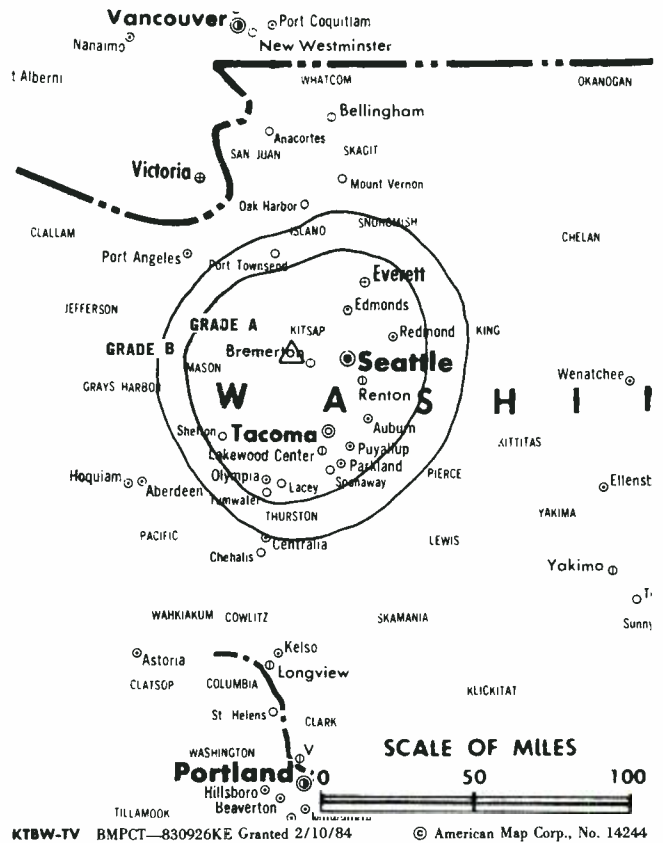 Vancouver Port Coquitlam
Nanaimo New Westminster
t Alberni WHATCOM OKANOGAN
Bellingham
Anacortes
SAN JUAN SKAGIT
Victoria Mount Vernon
Oak Harbor
CLALLAM ISLAND SNOHOMISH CHELAN
Port Angeles Port Townsend
Everett
JEFFERSON Edmonds
GRADE A KITSAP Redmond KING
GRADE B Bremerton Seattle
MASON Wenatchee
GRAYS HARBOR Renton
W A S H I
Auburn
Shelton Tacoma KITTITAS
Lakewood Center Puyallup
Parkland
Hoquiam Aberdeen Olympia Lacey Spanaway PIERCE Ellenst
Tumwater
THURSTON YAKIMA
PACIFIC Centralia LEWIS
Chehalis
Yakima
T
WAHKIAKUM COWLITZ SKAMANIA Sunny
Kelso
Astoria Longview
CLATSOP COLUMBIA KLICKITAT
St Helens CLARK
WASHINGTON V SCALE OF MILES
Portland 0 50 100
Hillsboro
Beaverton
TILLAMOOK
KTBW-TV BMPCT—830926KE Granted 2/10/84 © American Map Corp., No. 14244